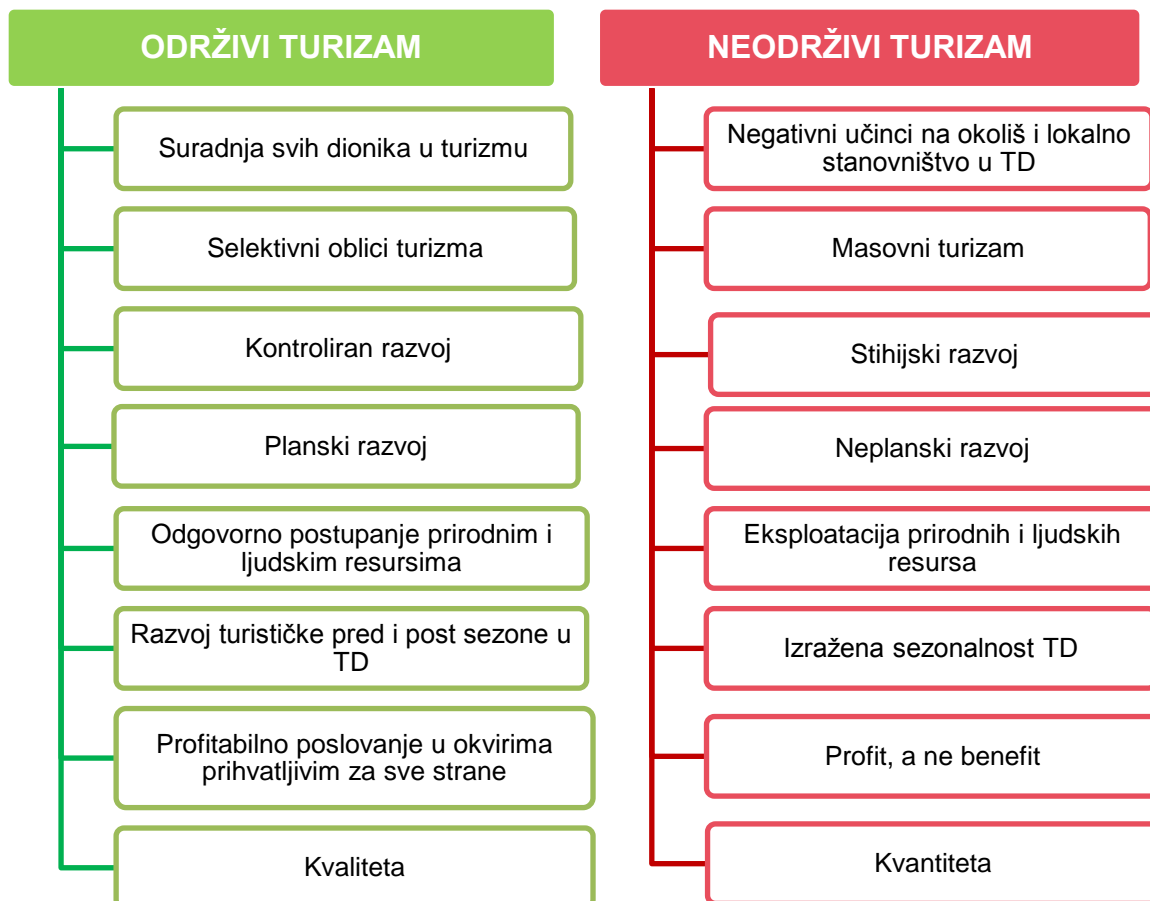 ODRŽIVI TURIZAM
Suradnja svih dionika u turizmu
Selektivni oblici turizma
Kontroliran razvoj
Planski razvoj
Odgovorno postupanje prirodnim i
ljudskim resursima
Razvoj turističke pred i post sezone u
TD
Profitabilno poslovanje u okvirima
prihvatljivim za sve strane
Kvaliteta
NEODRŽIVI TURIZAM
Negativni učinci na okoliš i lokalno
stanovništvo u TD
Masovni turizam
Stihijski razvoj
Neplanski razvoj
Eksploatacija prirodnih i ljudskih
resursa
Izražena sezonalnost TD
Profit, a ne benefit
Kvantiteta